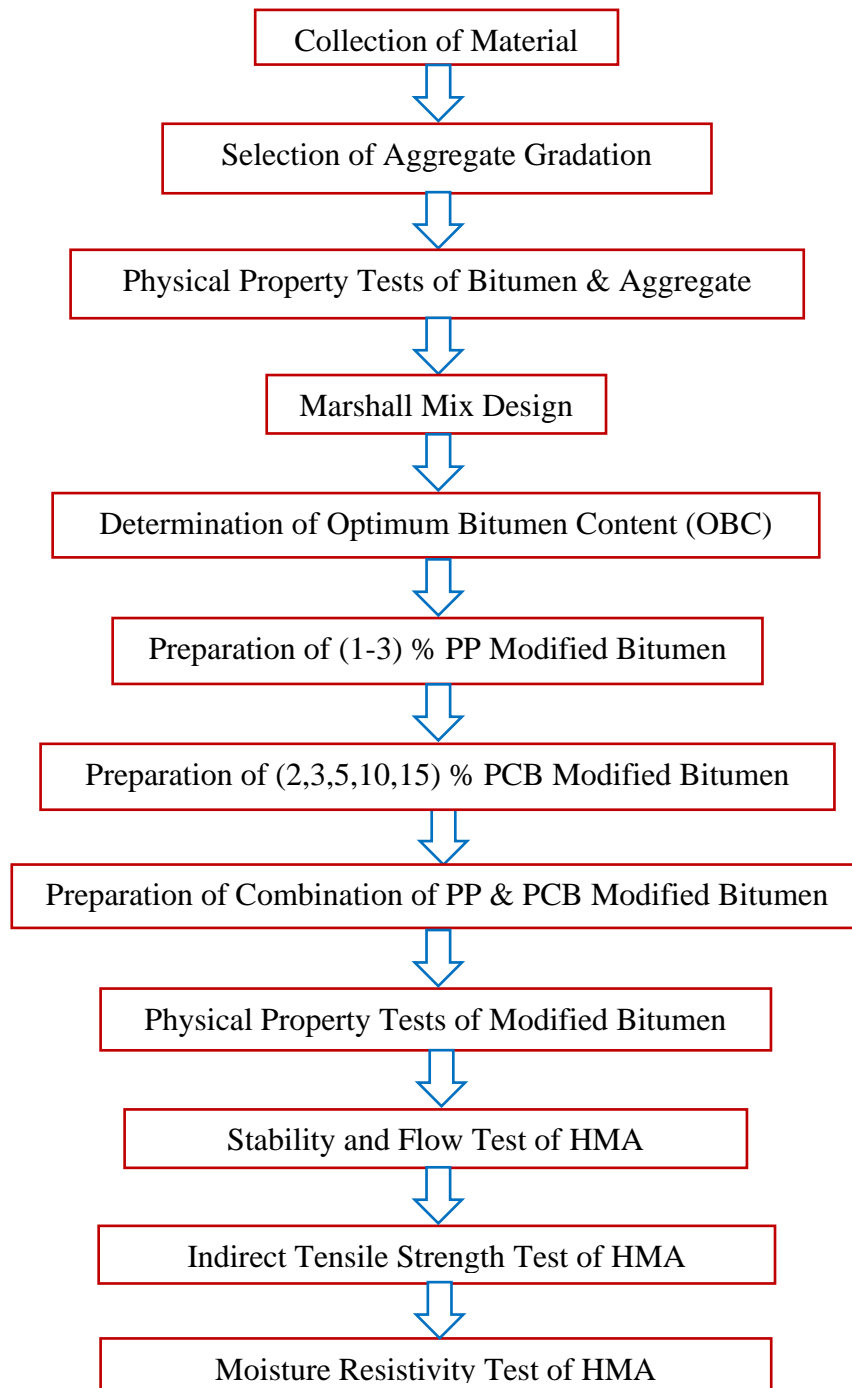 Collection of Material
Selection of Aggregate Gradation
Physical Property Tests of Bitumen & Aggregate
Marshall Mix Design
Determination of Optimum Bitumen Content (OBC)
Preparation of (1-3) % PP Modified Bitumen
Preparation of (2,3,5,10,15) % PCB Modified Bitumen
Preparation of Combination of PP & PCB Modified Bitumen
Physical Property Tests of Modified Bitumen
Stability and Flow Test of HMA
Indirect Tensile Strength Test of HMA
Moisture Resistivity Test of HMA